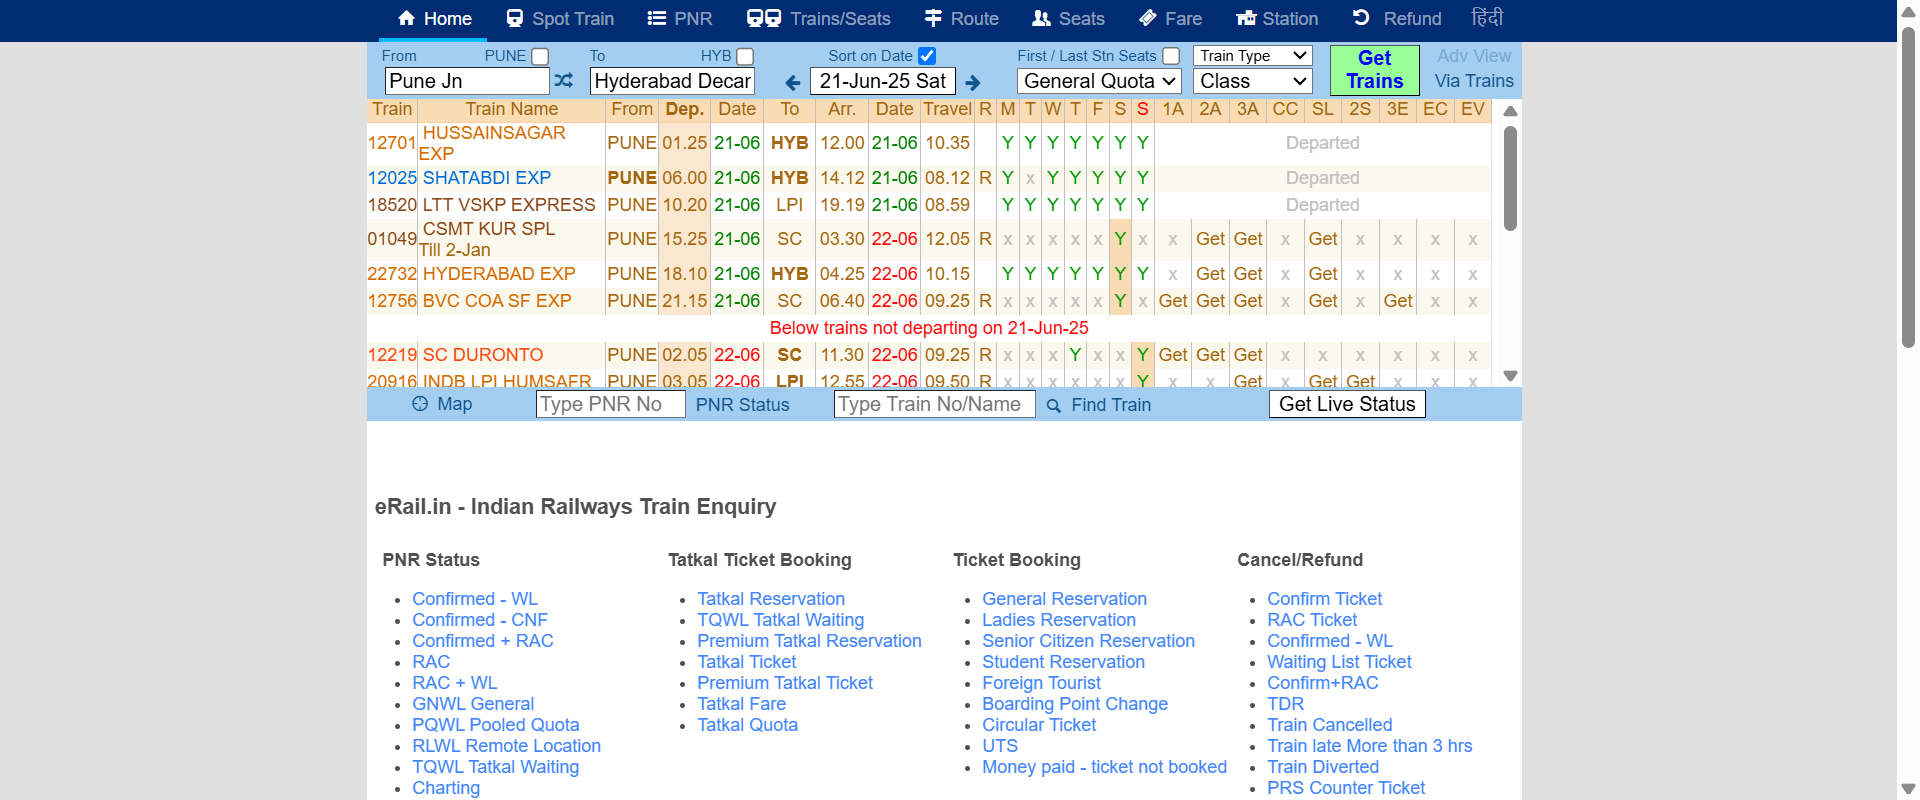 Home Spot Train PNR Trains/Seats Route Seats Fare Station Refund हिंदी
From PUNE To HYB Sort on Date First / Last Stn Seats Train Type Get Trains Adv View
Pune Jn Hyderabad Decar 21-Jun-25 Sat General Quota Class Via Trains
Train Train Name From Dep. Date To Arr. Date Travel R M T W T F S S 1A 2A 3A CC SL 2S 3E EC EV
12701 HUSSAINSAGAR EXP PUNE 01.25 21-06 HYB 12.00 21-06 10.35 Y Y Y Y Y Y Y Departed
12025 SHATABDI EXP PUNE 06.00 21-06 HYB 14.12 21-06 08.12 R Y x Y Y Y Y Y Departed
18520 LTT VSKP EXPRESS PUNE 10.20 21-06 LPI 19.19 21-06 08.59 Y Y Y Y Y Y Y Departed
01049 CSMT KUR SPL Till 2-Jan PUNE 15.25 21-06 SC 03.30 22-06 12.05 R x x x x x Y x x Get Get x Get x x x x
22732 HYDERABAD EXP PUNE 18.10 21-06 HYB 04.25 22-06 10.15 Y Y Y Y Y Y Y x Get Get x Get x x x x
12756 BVC COA SF EXP PUNE 21.15 21-06 SC 06.40 22-06 09.25 R x x x x x Y x Get Get Get x Get x Get x x
Below trains not departing on 21-Jun-25
12219 SC DURONTO PUNE 02.05 22-06 SC 11.30 22-06 09.25 R x x x Y x x Y Get Get Get x x x x x x
20916 INDB LPI HUMSAFR PUNE 03.05 22-06 LPI 12.55 22-06 09.50 R x x x x x x Y x x Get x Get Get x x x
Map Type PNR No PNR Status Type Train No/Name Find Train Get Live Status
eRail.in - Indian Railways Train Enquiry
PNR Status
Confirmed - WL
Confirmed - CNF
Confirmed + RAC
RAC
RAC + WL
GNWL General
PQWL Pooled Quota
RLWL Remote Location
TQWL Tatkal Waiting
Charting
Tatkal Ticket Booking
Tatkal Reservation
TQWL Tatkal Waiting
Premium Tatkal Reservation
Tatkal Ticket
Premium Tatkal Ticket
Tatkal Fare
Tatkal Quota
Ticket Booking
General Reservation
Ladies Reservation
Senior Citizen Reservation
Student Reservation
Foreign Tourist
Boarding Point Change
Circular Ticket
UTS
Money paid - ticket not booked
Cancel/Refund
Confirm Ticket
RAC Ticket
Confirmed - WL
Waiting List Ticket
Confirm+RAC
TDR
Train Cancelled
Train late More than 3 hrs
Train Diverted
PRS Counter Ticket